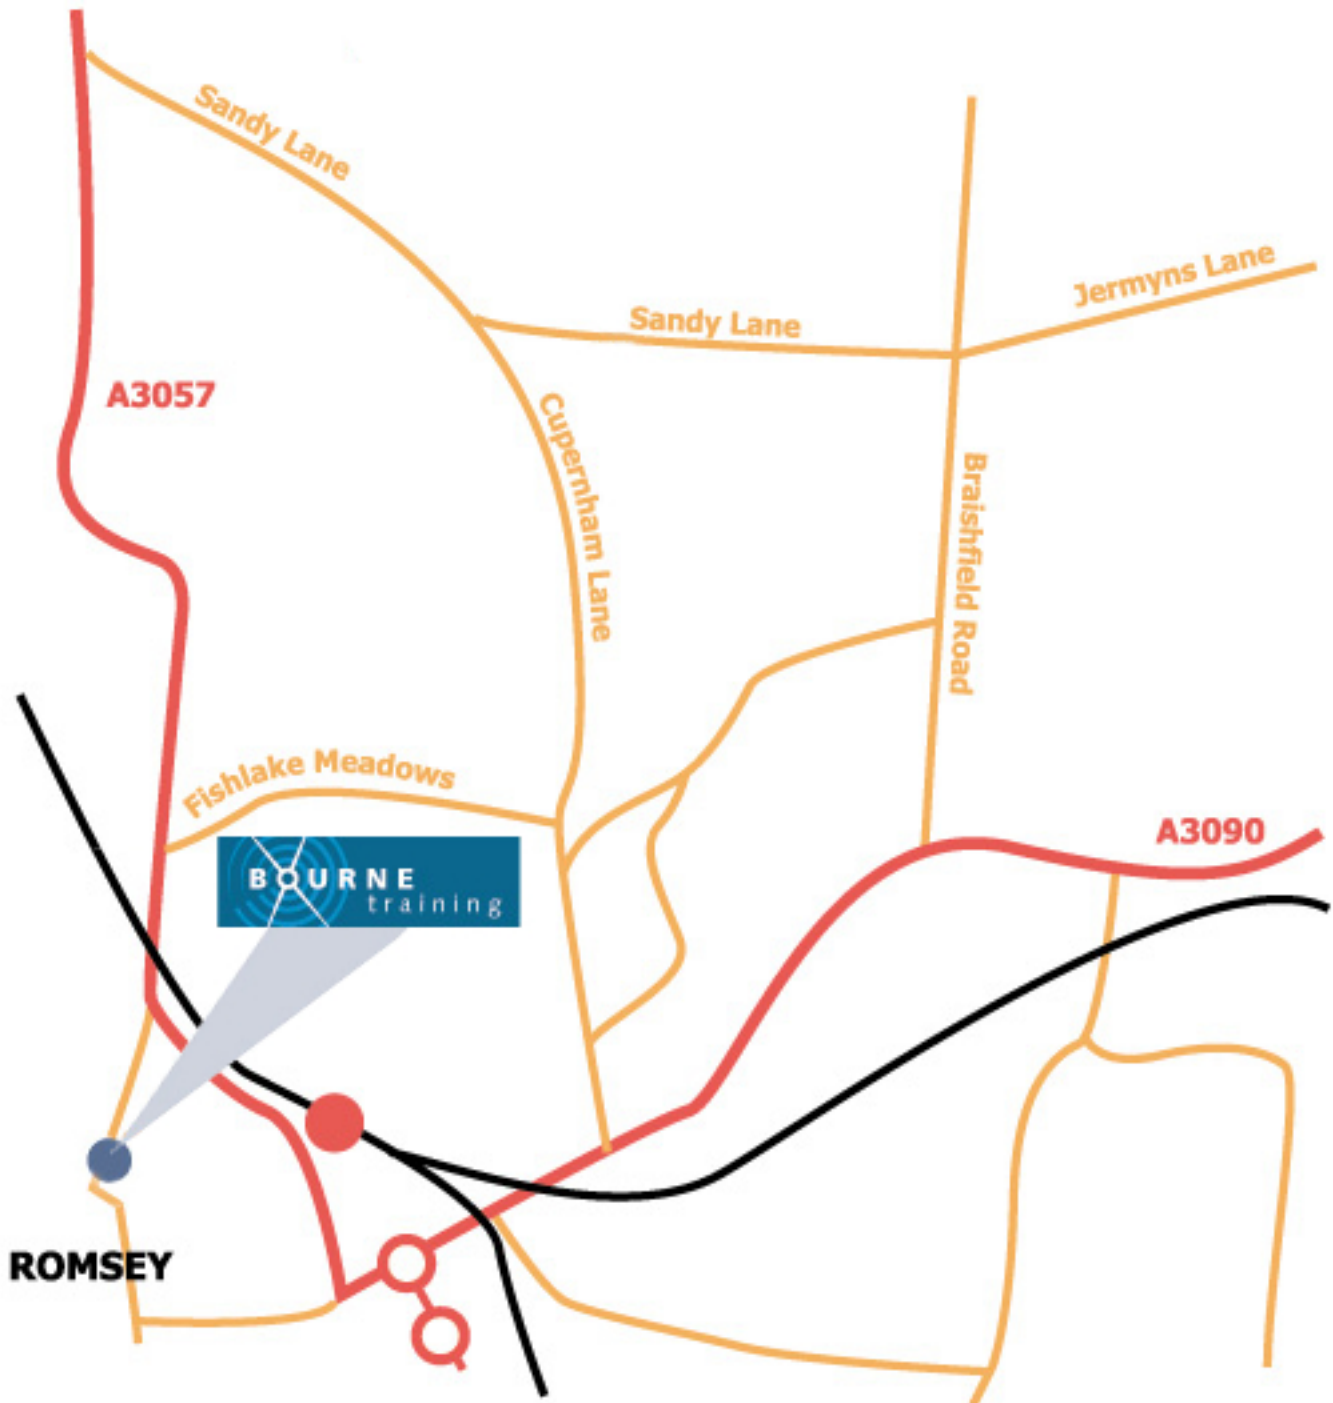 Sandy Lane
Jermyns Lane
Sandy Lane
A3057
Cupernham Lane
Braishfield Road
Fishlake Meadows
A3090
BOURNE
training
ROMSEY